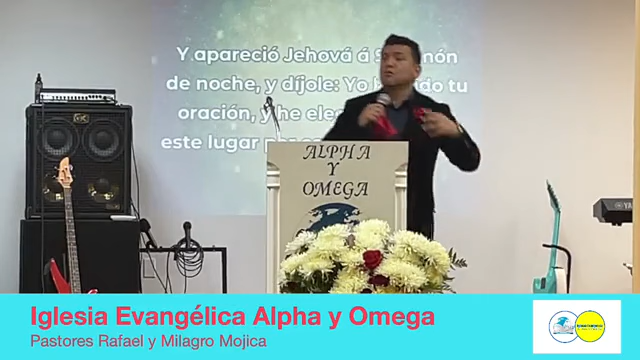 Y apareció Jehová á
de noche, y díjole: Yo tu
oración, y he
este lugar
ALPHA
Y
OMEGA
Iglesia Evangélica Alpha y Omega
Pastores Rafael y Milagro Mojica